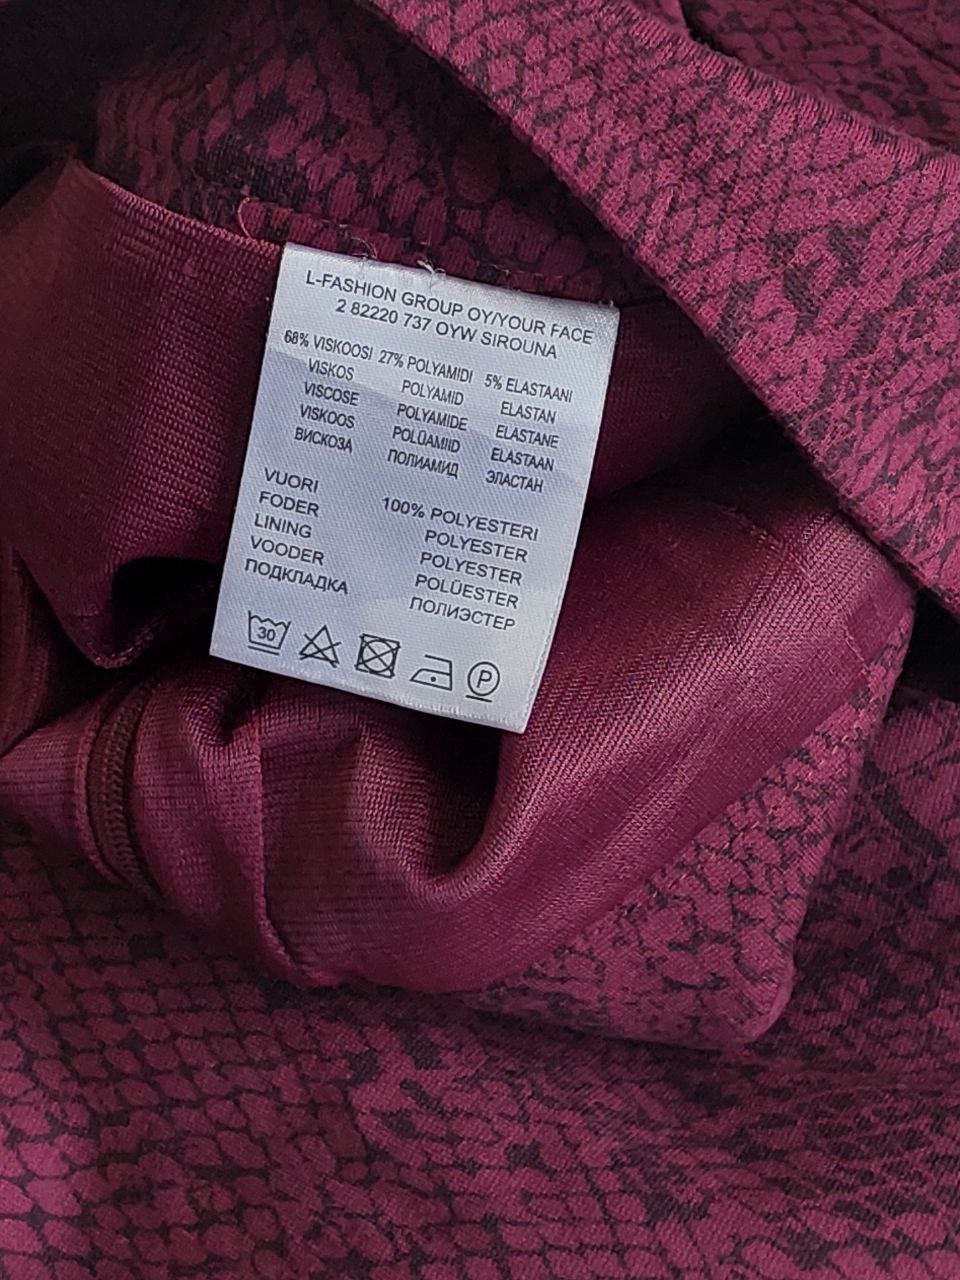 L-FASHION GROUP OY/YOUR FACE
2 82220 737 OYW SIROUNA
68% VISKOOSI 27% POLYAMIDI 5% ELASTAANI
VISKOS POLYAMID ELASTAN
VISCOSE POLYAMIDE ELASTANE
VISKOOS POLÜAMIID ELASTAAN
ВИСКОЗА ПОЛИАМИД ЭЛАСТАН
VUORI 100% POLYESTERI
FODER POLYESTER
LINING POLYESTER
VOODER POLÜESTER
ПОДКЛАДКА ПОЛИЭСТЕР
30 P